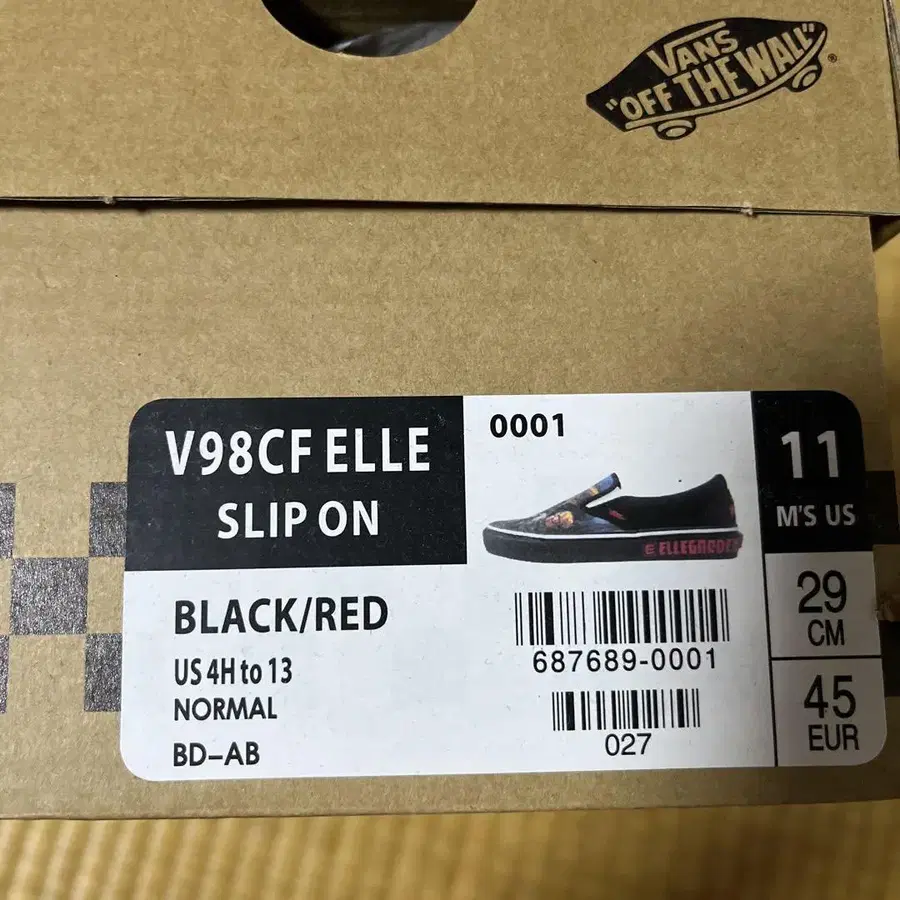 VANS
"OFF THE WALL"
V98CF ELLE
SLIP ON
0001
11
M'S US
BLACK/RED
US 4H to 13
NORMAL
BD-AB
687689-0001
027
29
CM
45
EUR